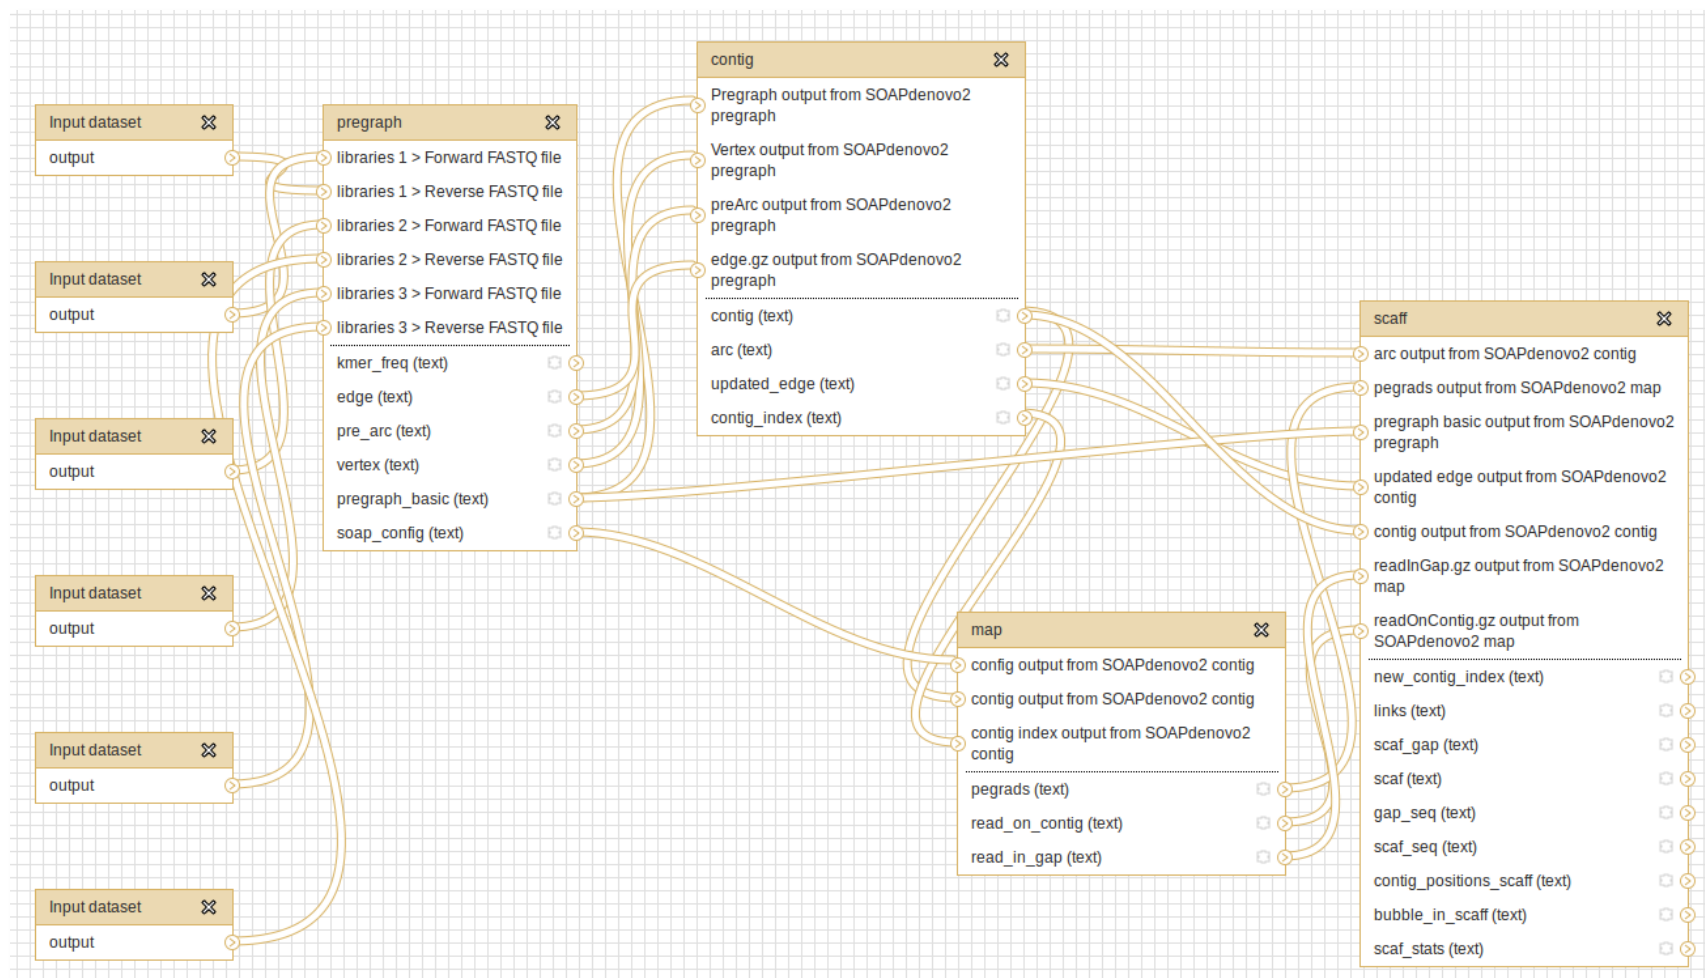 Input dataset
output
Input dataset
output
Input dataset
output
Input dataset
output
Input dataset
output
Input dataset
output
pregraph
libraries 1 > Forward FASTQ file
libraries 1 > Reverse FASTQ file
libraries 2 > Forward FASTQ file
libraries 2 > Reverse FASTQ file
libraries 3 > Forward FASTQ file
libraries 3 > Reverse FASTQ file
kmer_freq (text)
edge (text)
pre_arc (text)
vertex (text)
pregraph_basic (text)
soap_config (text)
contig
Pregraph output from SOAPdenovo2
pregraph
Vertex output from SOAPdenovo2
pregraph
preArc output from SOAPdenovo2
pregraph
edge.gz output from SOAPdenovo2
pregraph
contig (text)
arc (text)
updated_edge (text)
contig_index (text)
map
config output from SOAPdenovo2 contig
contig output from SOAPdenovo2 contig
contig index output from SOAPdenovo2
contig
pegrads (text)
read_on_contig (text)
read_in_gap (text)
scaff
arc output from SOAPdenovo2 contig
pegrads output from SOAPdenovo2 map
pregraph basic output from SOAPdenovo2
pregraph
updated edge output from SOAPdenovo2
contig
contig output from SOAPdenovo2 contig
readInGap.gz output from SOAPdenovo2
map
readOnContig.gz output from
SOAPdenovo2 map
new_contig_index (text)
links (text)
scaf_gap (text)
scaf (text)
gap_seq (text)
scaf_seq (text)
contig_positions_scaff (text)
bubble_in_scaff (text)
scaf_stats (text)